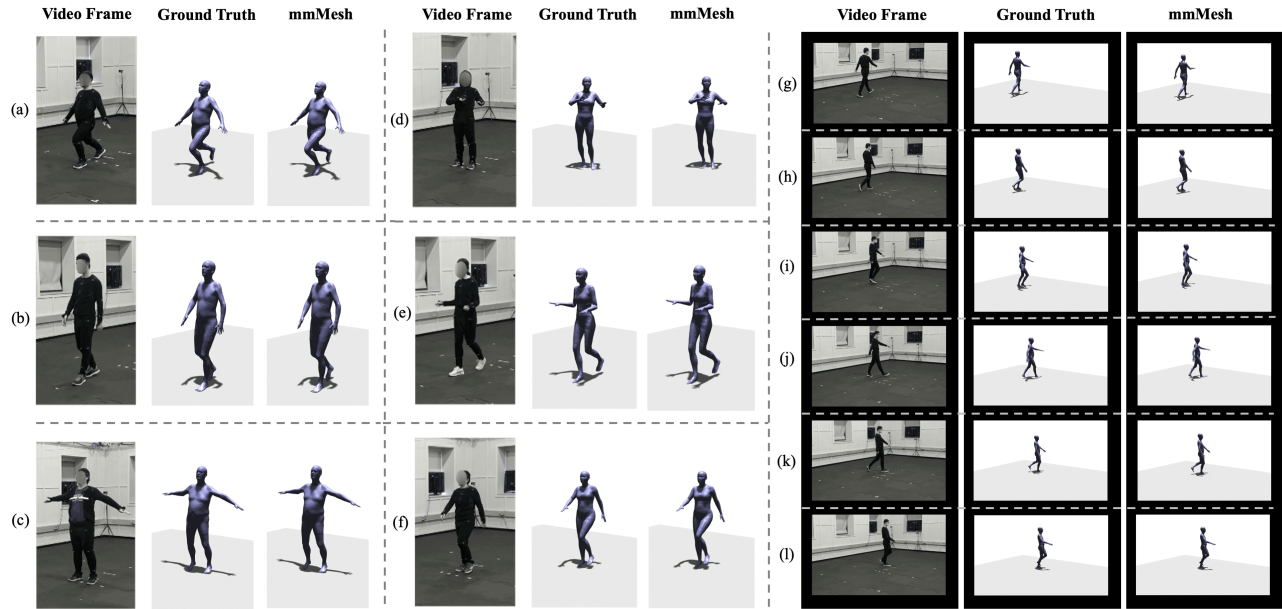 Video Frame Ground Truth mmMesh Video Frame Ground Truth mmMesh Video Frame Ground Truth mmMesh
(a)
(b)
(c)
(d)
(e)
(f)
(g)
(h)
(i)
(j)
(k)
(l)